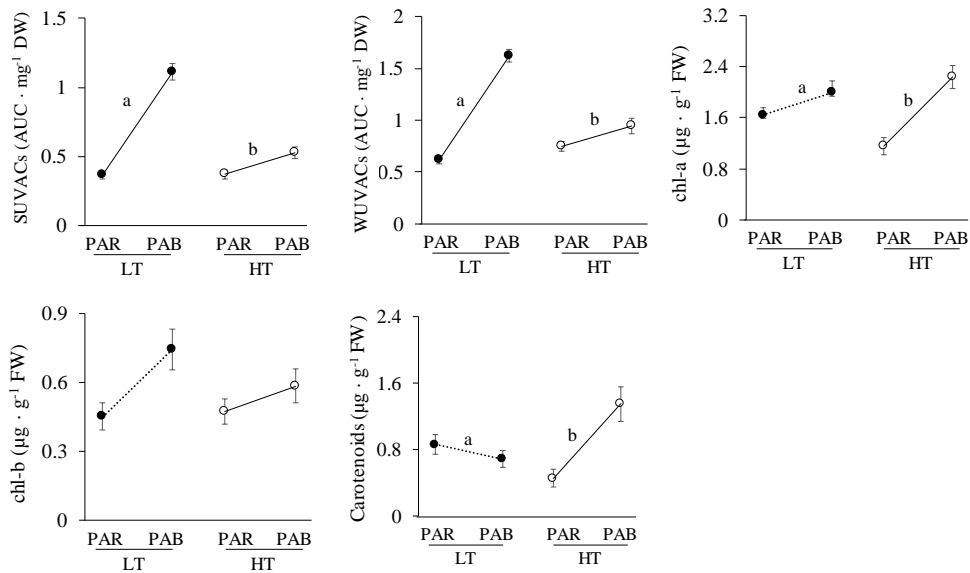 SUVACs (AUC · mg⁻¹ DW)
1.5
1
0.5
0
a
b
PAR PAB PAR PAB
LT HT
WUVACs (AUC · mg⁻¹ DW)
2
1.5
1
0.5
0
a
b
PAR PAB PAR PAB
LT HT
chl-a (µg · g⁻¹ FW)
3.2
2.4
1.6
0.8
0
a
b
PAR PAB PAR PAB
LT HT
chl-b (µg · g⁻¹ FW)
0.9
0.6
0.3
0
PAR PAB PAR PAB
LT HT
Carotenoids (µg · g⁻¹ FW)
2.4
1.6
0.8
0
a
b
PAR PAB PAR PAB
LT HT